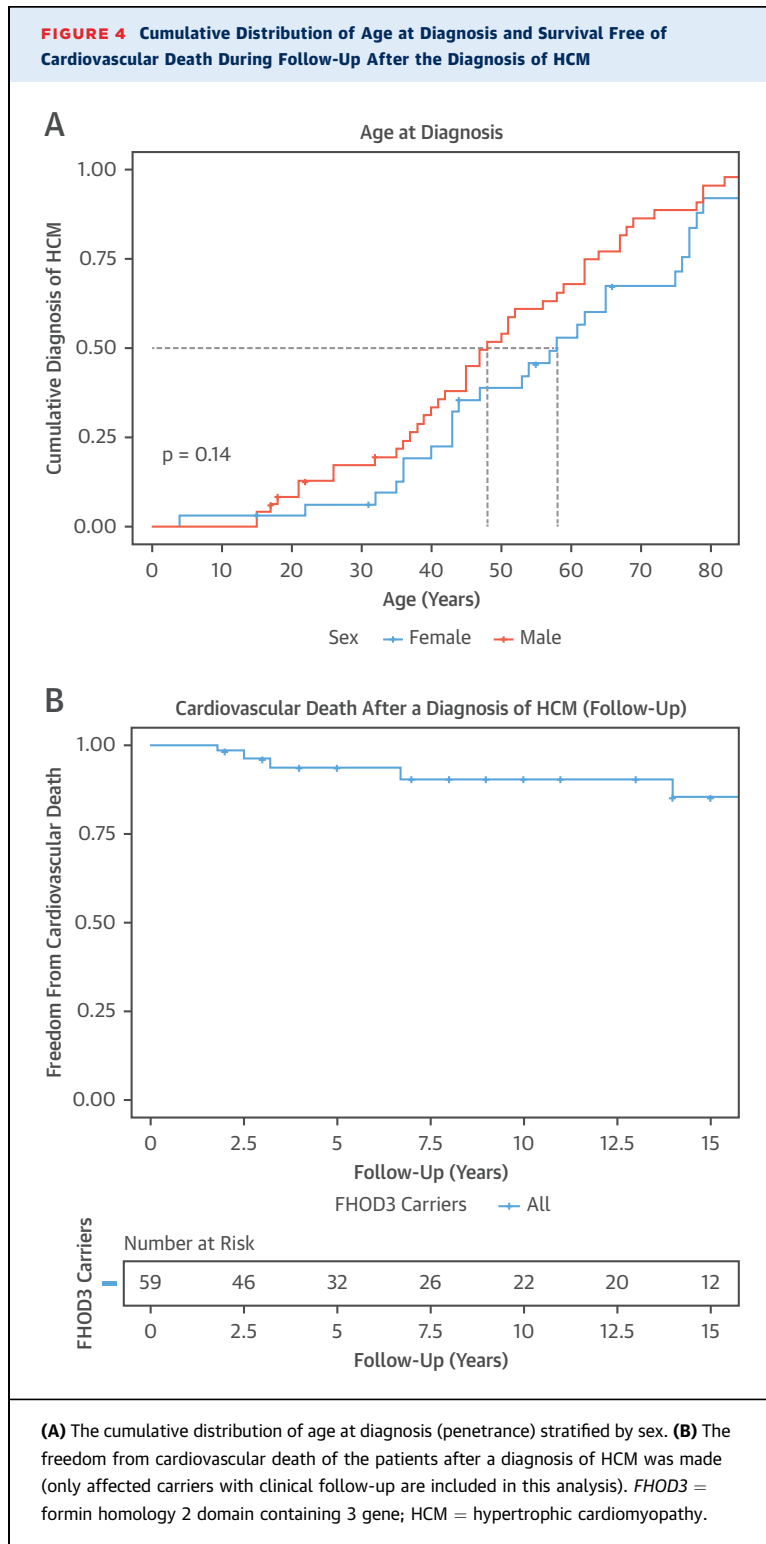 FIGURE 4 Cumulative Distribution of Age at Diagnosis and Survival Free of
Cardiovascular Death During Follow-Up After the Diagnosis of HCM
A
Age at Diagnosis
Cumulative Diagnosis of HCM
1.00
0.75
0.50
0.25
0.00
p = 0.14
0 10 20 30 40 50 60 70 80
Age (Years)
Sex Female Male
B
Cardiovascular Death After a Diagnosis of HCM (Follow-Up)
Freedom From Cardiovascular Death
1.00
0.75
0.50
0.25
0.00
0 2.5 5 7.5 10 12.5 15
Follow-Up (Years)
FHOD3 Carriers All
FHOD3 Carriers
Number at Risk
59 46 32 26 22 20 12
0 2.5 5 7.5 10 12.5 15
Follow-Up (Years)
(A) The cumulative distribution of age at diagnosis (penetrance) stratified by sex. (B) The
freedom from cardiovascular death of the patients after a diagnosis of HCM was made
(only affected carriers with clinical follow-up are included in this analysis). FHOD3 =
formin homology 2 domain containing 3 gene; HCM = hypertrophic cardiomyopathy.